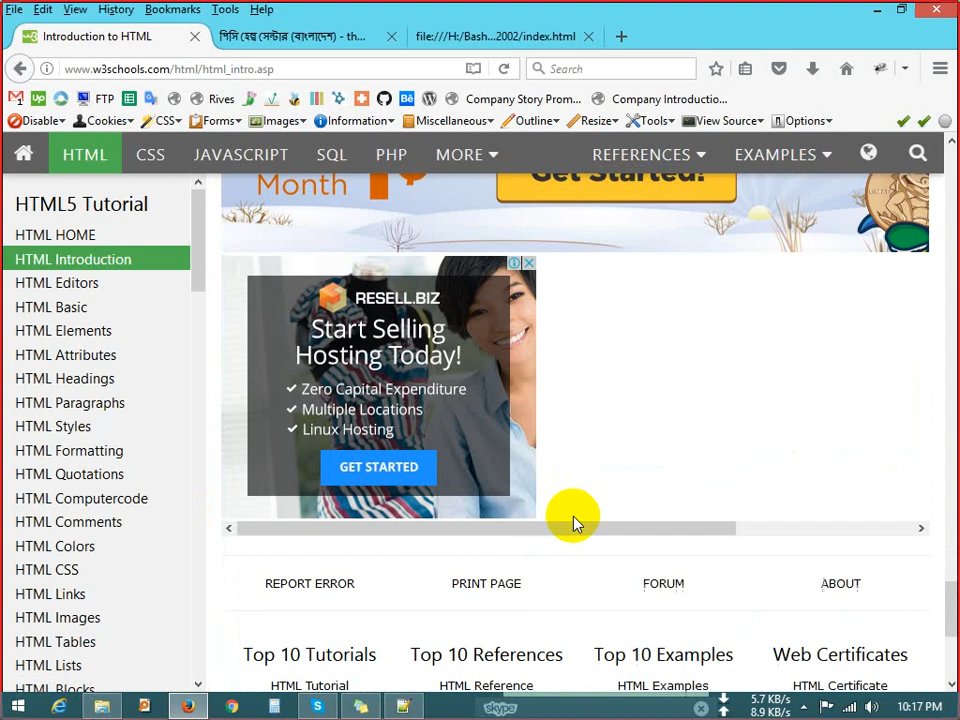 File Edit View History Bookmarks Tools Help
Introduction to HTML
পিসি হেল্প সেন্টার (বাংলাদেশ) - th...
file:///H:/Bash...2002/index.html
www.w3schools.com/html/html_intro.asp
Search
FTP Rives Company Story Prom... Company Introductio...
Disable Cookies CSS Forms Images Information Miscellaneous Outline Resize Tools View Source Options
HTML CSS JAVASCRIPT SQL PHP MORE REFERENCES EXAMPLES
Month
Get Started!
HTML5 Tutorial
HTML HOME
HTML Introduction
HTML Editors
HTML Basic
HTML Elements
HTML Attributes
HTML Headings
HTML Paragraphs
HTML Styles
HTML Formatting
HTML Quotations
HTML Computercode
HTML Comments
HTML Colors
HTML CSS
HTML Links
HTML Images
HTML Tables
HTML Lists
HTML Blocks
RESELL.BIZ
Start Selling
Hosting Today!
Zero Capital Expenditure
Multiple Locations
Linux Hosting
GET STARTED
REPORT ERROR PRINT PAGE FORUM ABOUT
Top 10 Tutorials Top 10 References Top 10 Examples Web Certificates
HTML Tutorial HTML Reference HTML Examples HTML Certificate
skype
5.7 KB/s
8.9 KB/s
10:17 PM